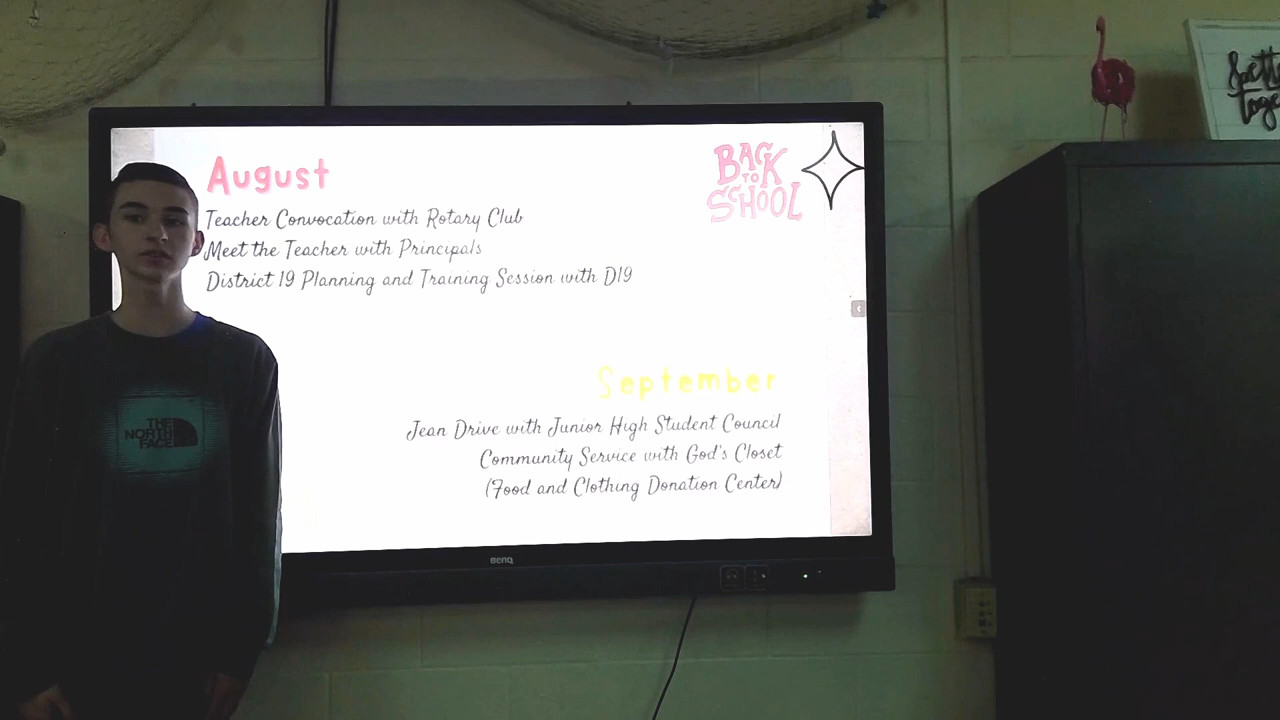 August
Teacher Convocation with Rotary Club
Meet the Teacher with Principals
District 19 Planning and Training Session with D19
BACK
TO
SCHOOL
September
Jean Drive with Junior High Student Council
Community Service with God's Closet
(Food and Clothing Donation Center)
THE
NORTH
FACE
BenQ